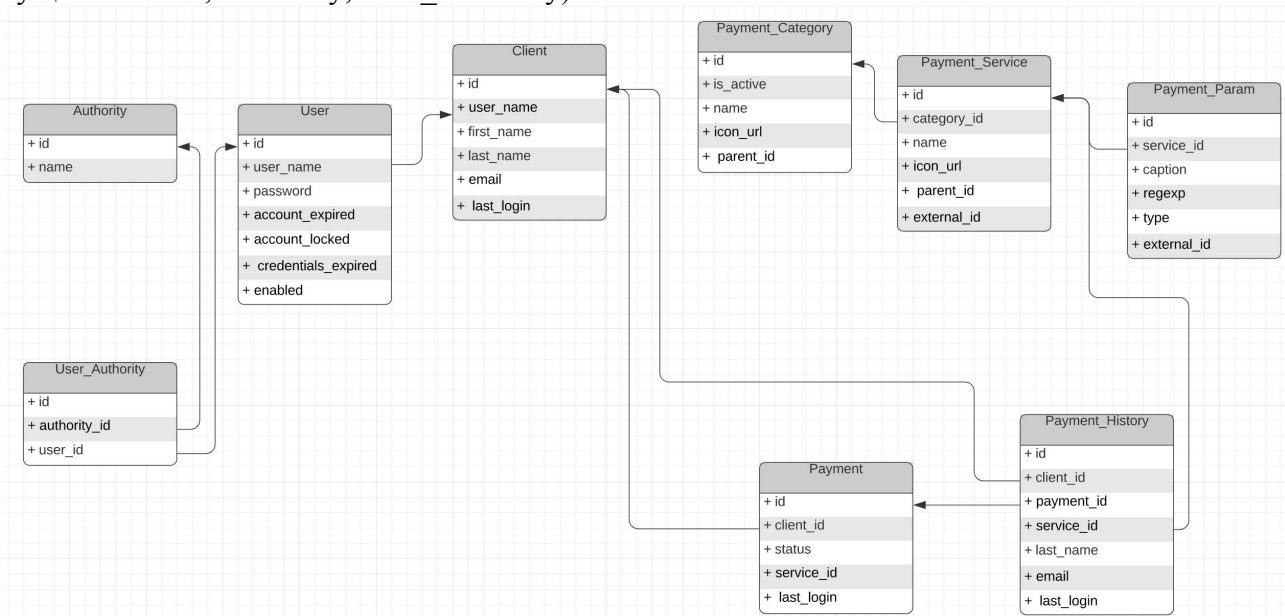 Payment_Category
+ id
+ is_active
+ name
+ icon_url
+ parent_id
Client
+ id
+ user_name
+ first_name
+ last_name
+ email
+ last_login
Payment_Service
+ id
+ category_id
+ name
+ icon_url
+ parent_id
+ external_id
Payment_Param
+ id
+ service_id
+ caption
+ regexp
+ type
+ external_id
Authority
+ id
+ name
User
+ id
+ user_name
+ password
+ account_expired
+ account_locked
+ credentials_expired
+ enabled
User_Authority
+ id
+ authority_id
+ user_id
Payment_History
+ id
+ client_id
+ payment_id
+ service_id
+ last_name
+ email
+ last_login
Payment
+ id
+ client_id
+ status
+ service_id
+ last_login